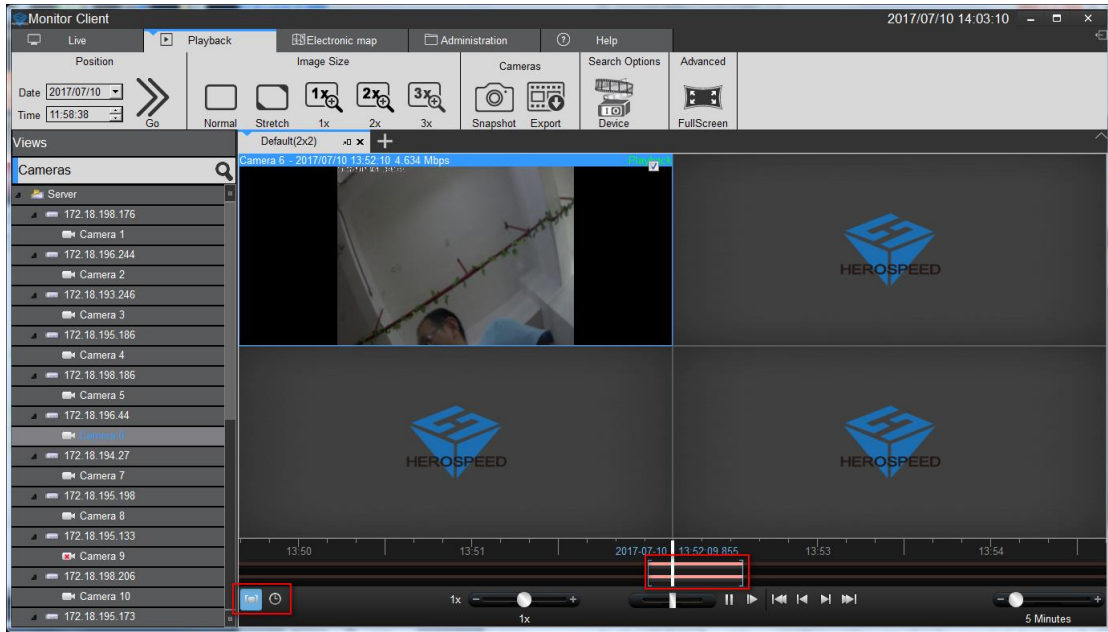 Monitor Client
2017/07/10 14:03:10
Live
Playback
Electronic map
Administration
Help
Position
Image Size
Cameras
Search Options
Advanced
Date 2017/07/10
Time 11:58:38
Go
Normal
Stretch
1x
2x
3x
1x
2x
3x
Snapshot
Export
Device
FullScreen
Views
Default(2x2)
Cameras
Camera 6 - 2017/07/10 13:52:10 4.634 Mbps
Playback
Server
172.18.198.176
Camera 1
172.18.196.244
Camera 2
172.18.193.246
Camera 3
172.18.195.186
Camera 4
172.18.198.186
Camera 5
172.18.196.44
Camera 6
172.18.194.27
Camera 7
172.18.195.198
Camera 8
172.18.195.133
Camera 9
172.18.198.206
Camera 10
172.18.195.173
HEROSPEED
HEROSPEED
HEROSPEED
13:50
13:51
2017-07-10 13:52:09.855
13:53
13:54
1x
1x
5 Minutes